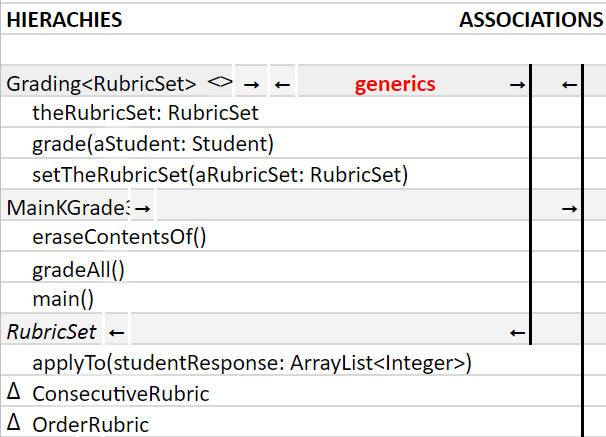 HIERACHIES ASSOCIATIONS
Grading<RubricSet> <> → ← generics → ←
theRubricSet: RubricSet
grade(aStudent: Student)
setTheRubricSet(aRubricSet: RubricSet)
MainKGrade → →
eraseContentsOf()
gradeAll()
main()
RubricSet ← ←
applyTo(studentResponse: ArrayList<Integer>)
Δ ConsecutiveRubric
Δ OrderRubric